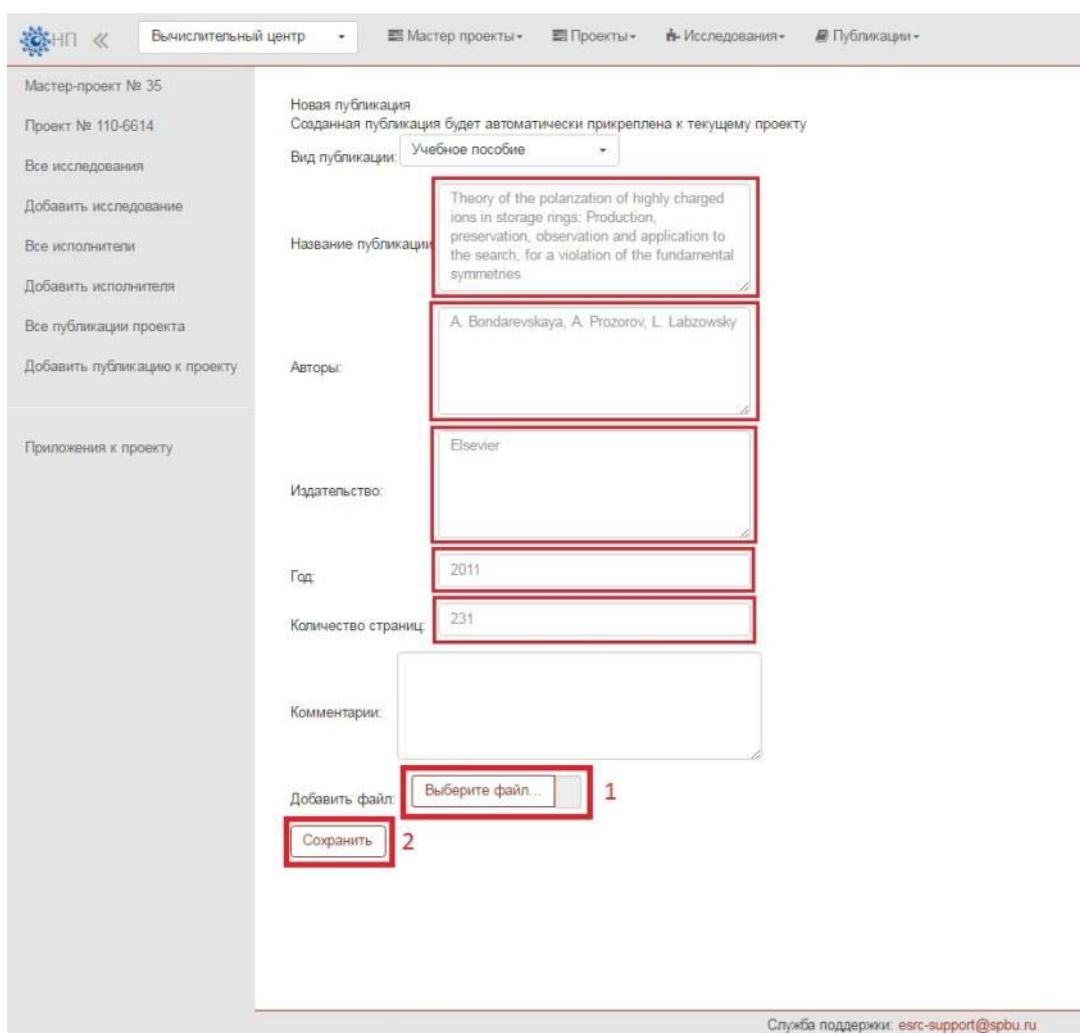 НП
Вычислительный центр
Мастер проекты
Проекты
Исследования
Публикации
Мастер-проект № 35
Проект № 110-6614
Все исследования
Добавить исследование
Все исполнители
Добавить исполнителя
Все публикации проекта
Добавить публикацию к проекту
Приложения к проекту
Новая публикация
Созданная публикация будет автоматически прикреплена к текущему проекту
Вид публикации: Учебное пособие
Название публикации
Theory of the polarization of highly charged
ions in storage rings: Production,
preservation, observation and application to
the search, for a violation of the fundamental
symmetries
Авторы:
A. Bondarevskaya, A. Prozorov, L. Labzowsky
Издательство:
Elsevier
Год: 2011
Количество страниц: 231
Комментарии:
Добавить файл: Выберите файл... 1
Сохранить 2
Служба поддержки: esrc-support@spbu.ru